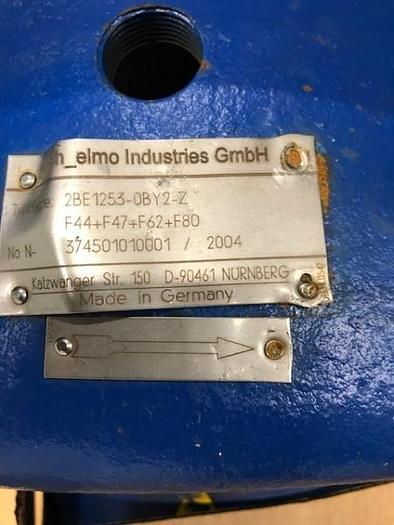 h_elmo Industries GmbH
2BE1253-0BY2-Z
F44+F47+F62+F80
No N- 374501010001 / 2004
Katzwanger Str. 150 D-90461 NÜRNBERG
Made in Germany